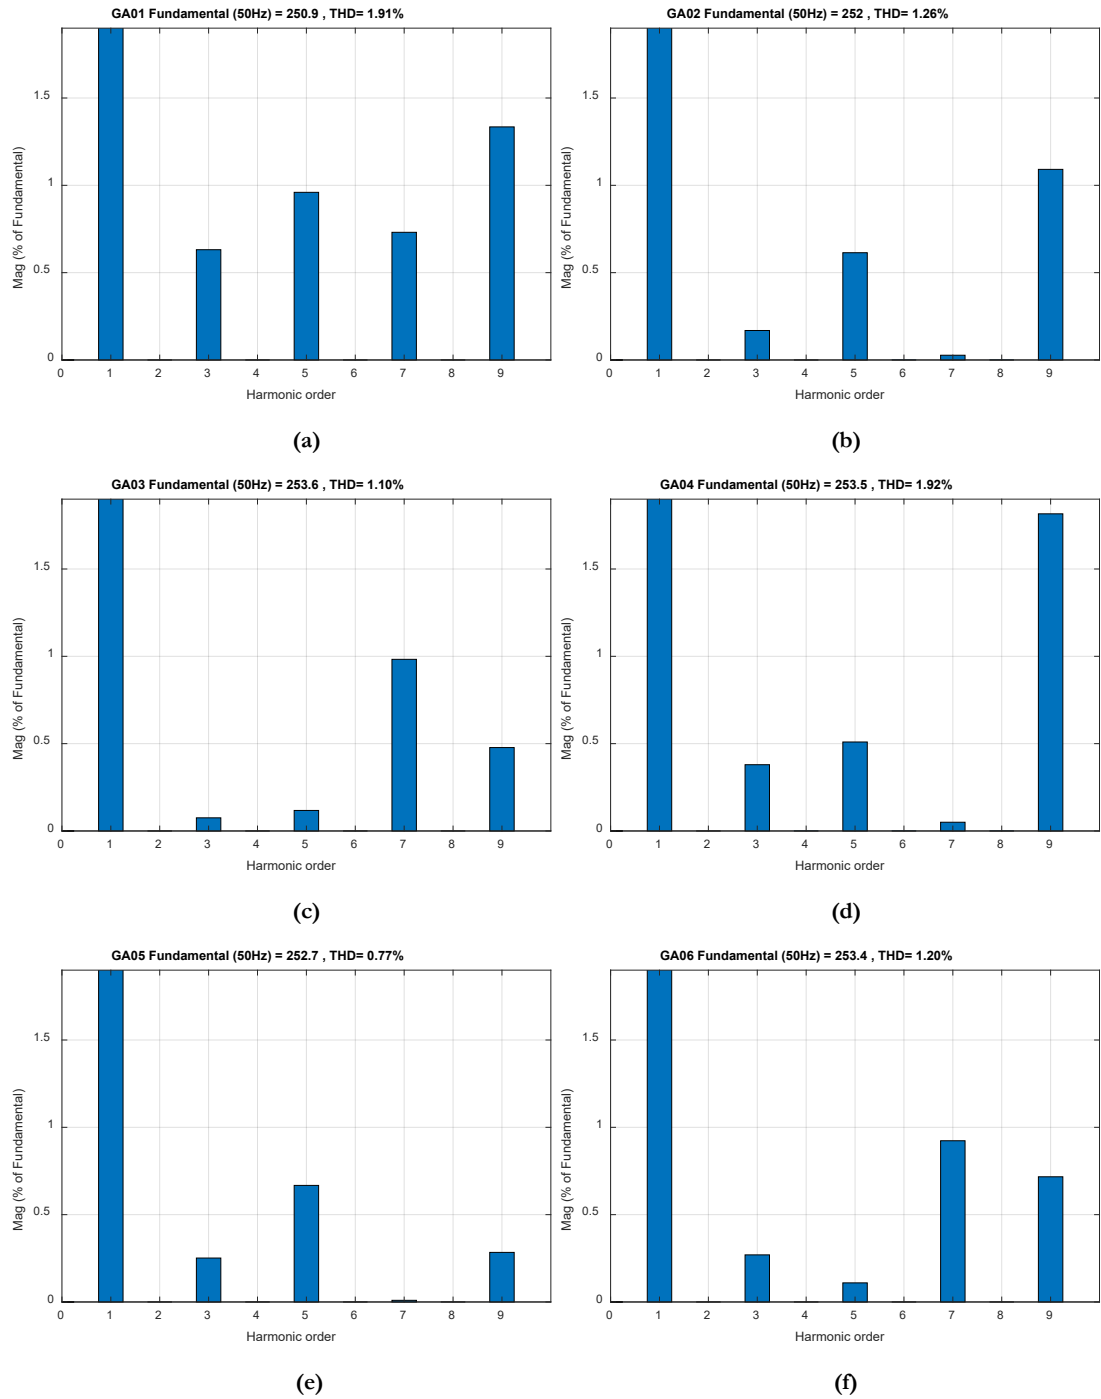 GA01 Fundamental (50Hz) = 250.9 , THD= 1.91%
Mag (% of Fundamental)
1.5
1
0.5
0
0 1 2 3 4 5 6 7 8 9
Harmonic order
(a)
GA02 Fundamental (50Hz) = 252 , THD= 1.26%
Mag (% of Fundamental)
1.5
1
0.5
0
0 1 2 3 4 5 6 7 8 9
Harmonic order
(b)
GA03 Fundamental (50Hz) = 253.6 , THD= 1.10%
Mag (% of Fundamental)
1.5
1
0.5
0
0 1 2 3 4 5 6 7 8 9
Harmonic order
(c)
GA04 Fundamental (50Hz) = 253.5 , THD= 1.92%
Mag (% of Fundamental)
1.5
1
0.5
0
0 1 2 3 4 5 6 7 8 9
Harmonic order
(d)
GA05 Fundamental (50Hz) = 252.7 , THD= 0.77%
Mag (% of Fundamental)
1.5
1
0.5
0
0 1 2 3 4 5 6 7 8 9
Harmonic order
(e)
GA06 Fundamental (50Hz) = 253.4 , THD= 1.20%
Mag (% of Fundamental)
1.5
1
0.5
0
0 1 2 3 4 5 6 7 8 9
Harmonic order
(f)